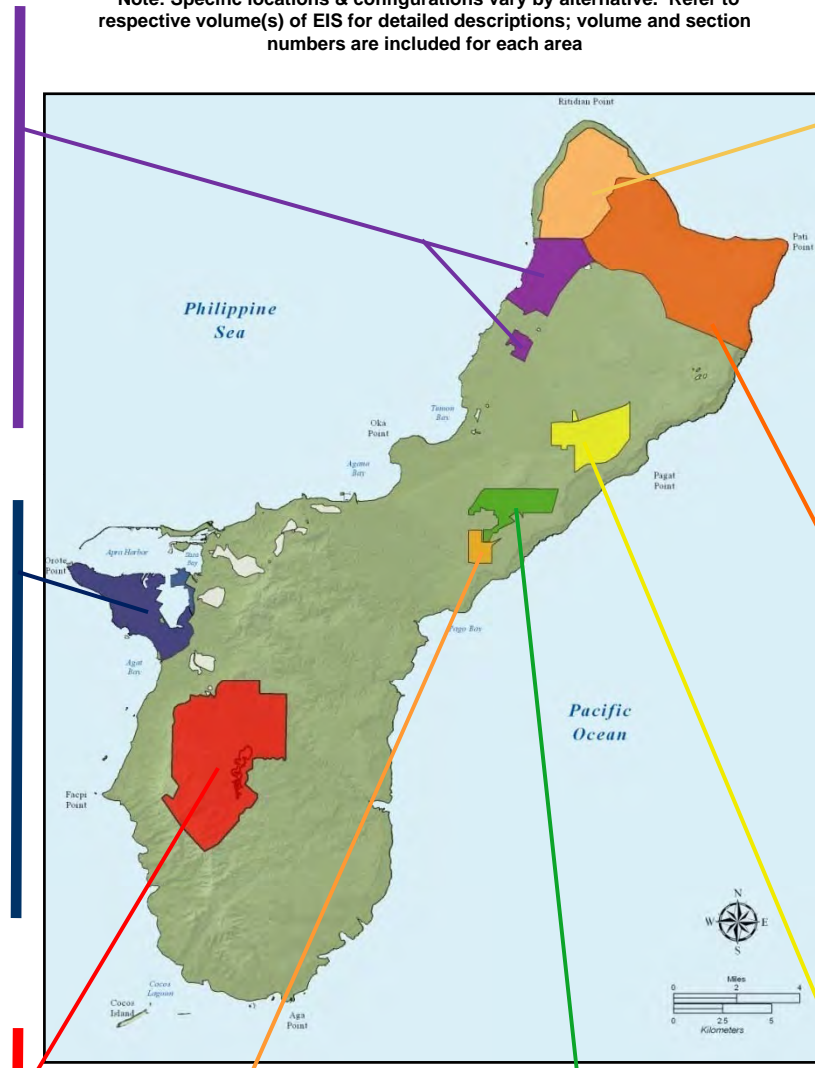 Note: Specific locations & configurations vary by alternative. Refer to
respective volume(s) of EIS for detailed descriptions; volume and section
numbers are included for each area
Ritidian Point
Pati
Point
Philippine
Sea
Tumon
Bay
Oka
Point
Agana
Bay
Pagat
Point
Apra Harbor
Orote
Point
Bay
Pago Bay
Agat
Bay
Pacific
Ocean
Facpi
Point
N
W
E
S
Cocos
Lagoon
Cocos
Island
Aga
Point
Miles
0 2 4
0 2.5 5
Kilometers